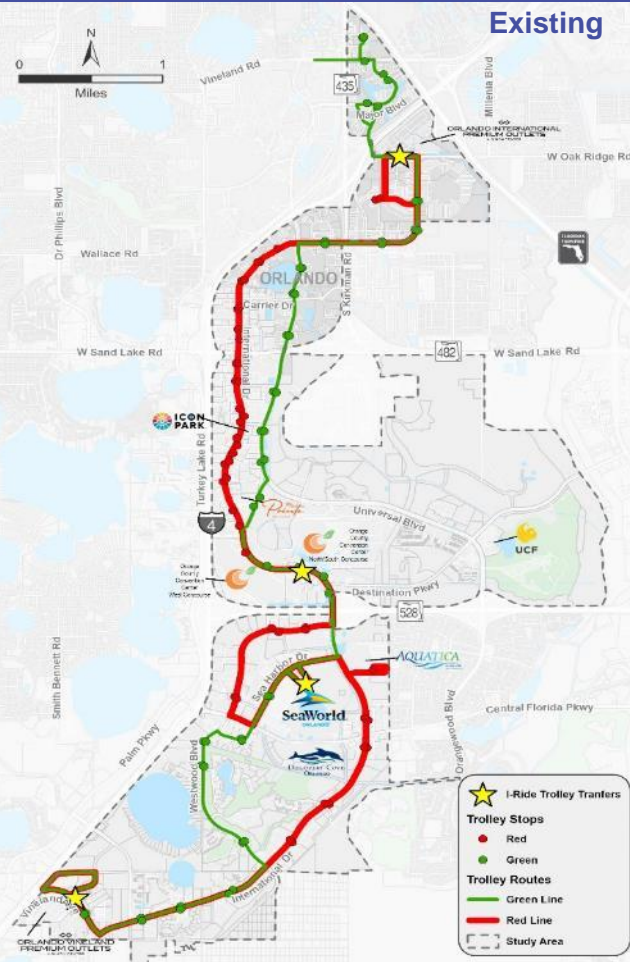 Existing
N
0
1
Miles
Vineland Rd
435
Millenia Blvd
Major Blvd
ORLANDO INTERNATIONAL
PREMIUM OUTLETS
W Oak Ridge Rd
Dr Phillips Blvd
Wallace Rd
ORLANDO
S Kirkman Rd
Carrier Dr
International Dr
W Sand Lake Rd
482
W Sand Lake Rd
ICON
PARK
Turkey Lake Rd
Pointe
4
Universal Blvd
Orange
County
Convention
Center
North/South Concourse
UCF
Orange
County
Convention
Center
West Concourse
Destination Pkwy
528
AQUATICA
Sea Harbor Dr
Smith Bennett Rd
SeaWorld
ORLANDO
Orangewood Blvd
Central Florida Pkwy
Palm Pkwy
Discovery Cove
Orlando
Westwood Blvd
International Dr
Vineland
ORLANDO VINELAND
PREMIUM OUTLETS
I-Ride Trolley Tranfers
Trolley Stops
Red
Green
Trolley Routes
Green Line
Red Line
Study Area